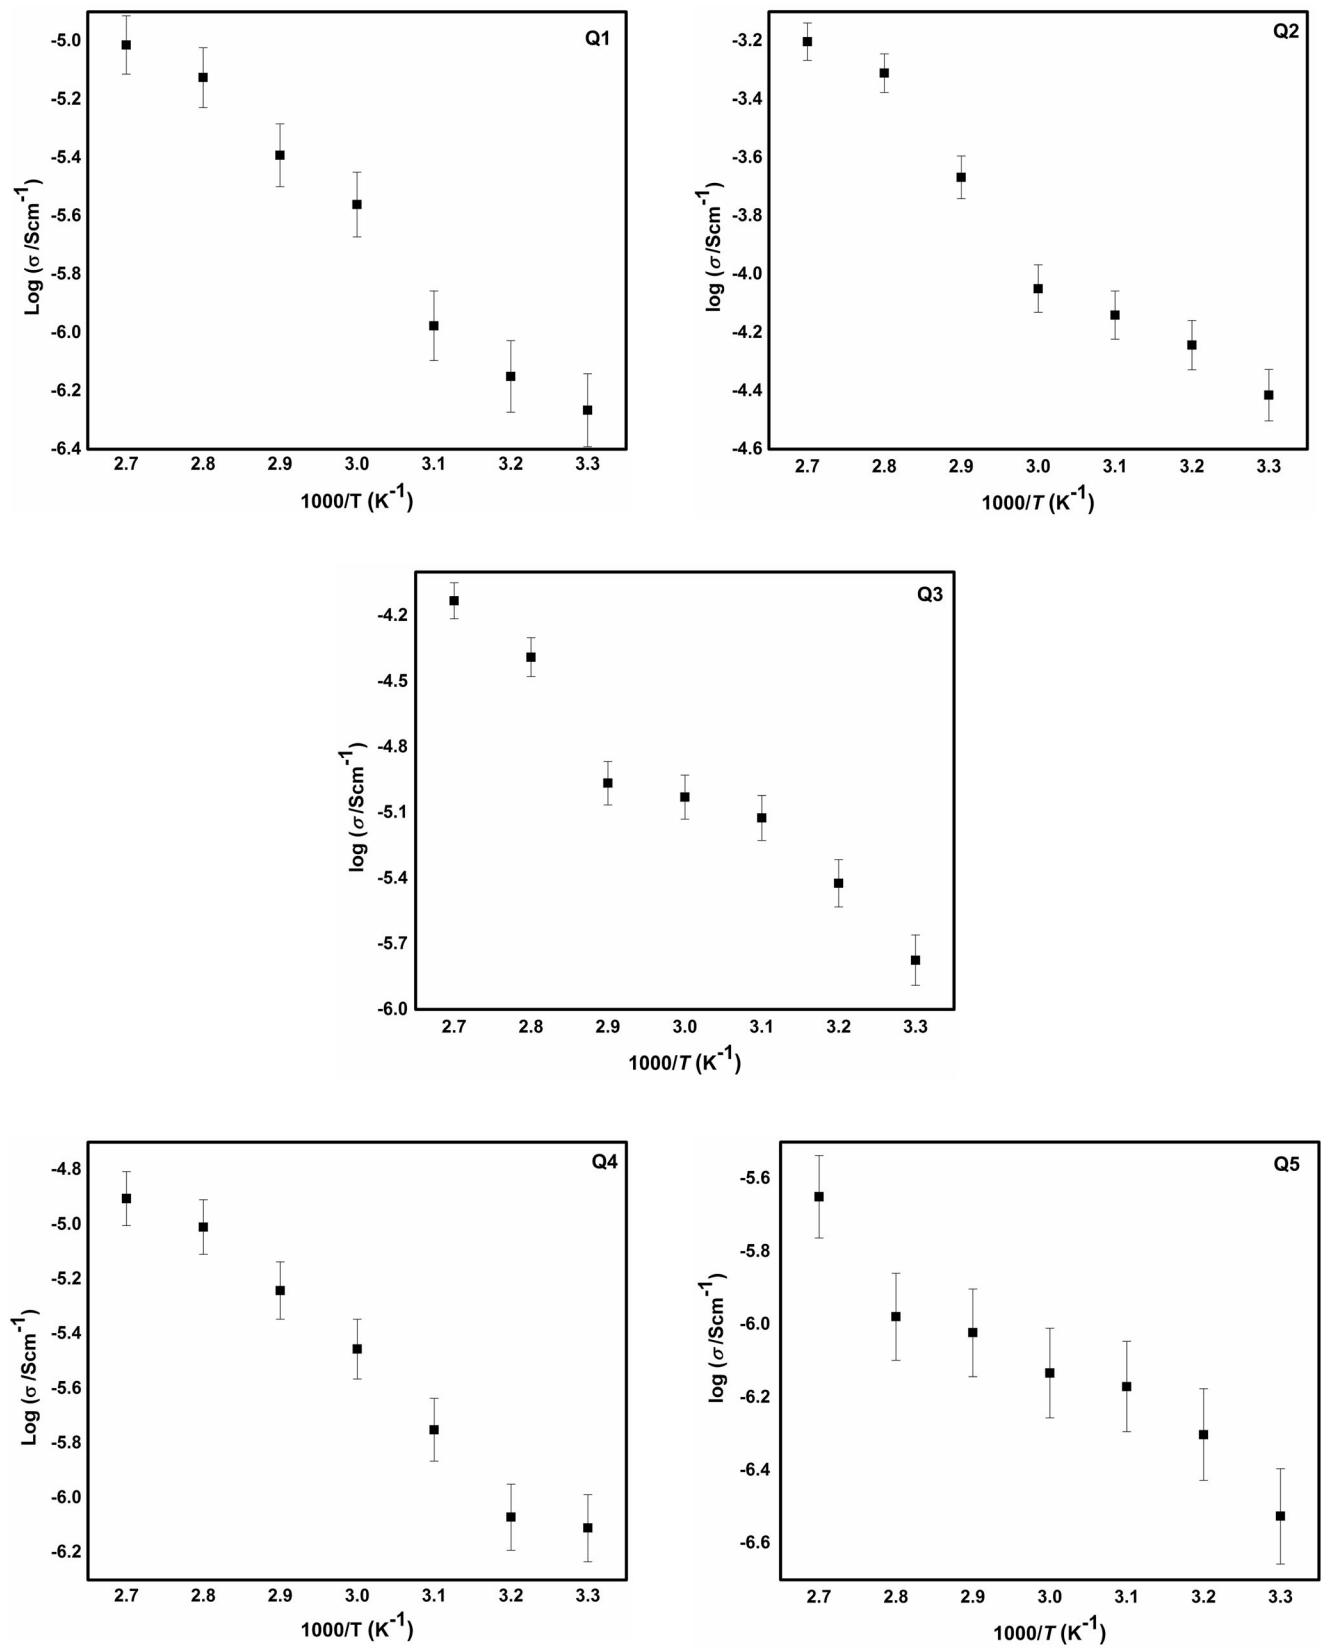 Q1
Log (σ /Scm⁻¹)
-5.0
-5.2
-5.4
-5.6
-5.8
-6.0
-6.2
-6.4
2.7 2.8 2.9 3.0 3.1 3.2 3.3
1000/T (K⁻¹)
Q2
log (σ /Scm⁻¹)
-3.2
-3.4
-3.6
-3.8
-4.0
-4.2
-4.4
-4.6
2.7 2.8 2.9 3.0 3.1 3.2 3.3
1000/T (K⁻¹)
Q3
log (σ /Scm⁻¹)
-4.2
-4.5
-4.8
-5.1
-5.4
-5.7
-6.0
2.7 2.8 2.9 3.0 3.1 3.2 3.3
1000/T (K⁻¹)
Q4
Log (σ /Scm⁻¹)
-4.8
-5.0
-5.2
-5.4
-5.6
-5.8
-6.0
-6.2
2.7 2.8 2.9 3.0 3.1 3.2 3.3
1000/T (K⁻¹)
Q5
log (σ /Scm⁻¹)
-5.6
-5.8
-6.0
-6.2
-6.4
-6.6
2.7 2.8 2.9 3.0 3.1 3.2 3.3
1000/T (K⁻¹)